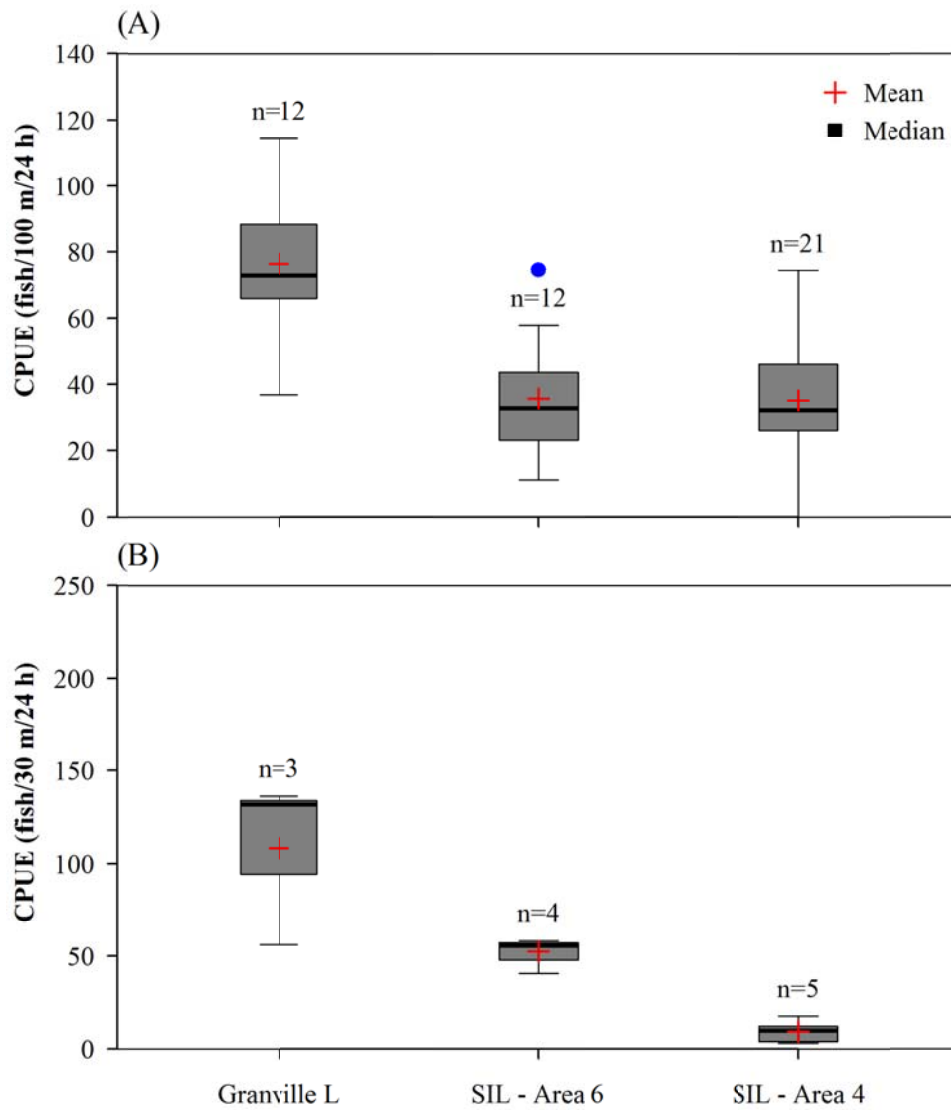 (A)
CPUE (fish/100 m/24 h)
140
120
100
80
60
40
20
0
n=12
n=12
n=21
Mean
Median
(B)
CPUE (fish/30 m/24 h)
250
200
150
100
50
0
n=3
n=4
n=5
Granville L
SIL - Area 6
SIL - Area 4